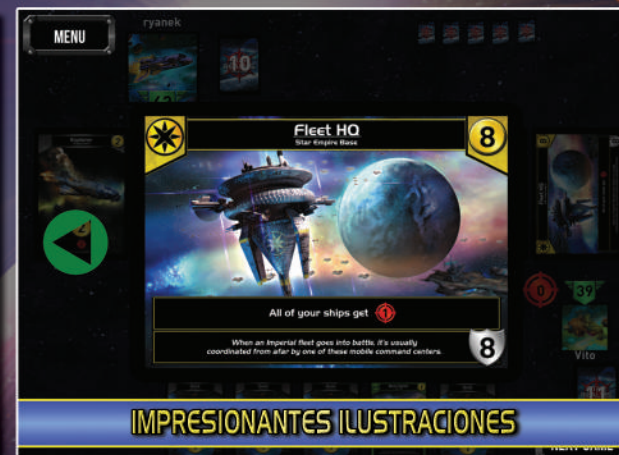 ryanek
MENU
10
Fleet HQ
Star Empire Base
8
All of your ships get 1
When an Imperial fleet goes into battle, it's usually
coordinated from afar by one of these mobile command centers.
8
Fleet HQ
0
39
Vito
IMPRESIONANTES ILUSTRACIONES